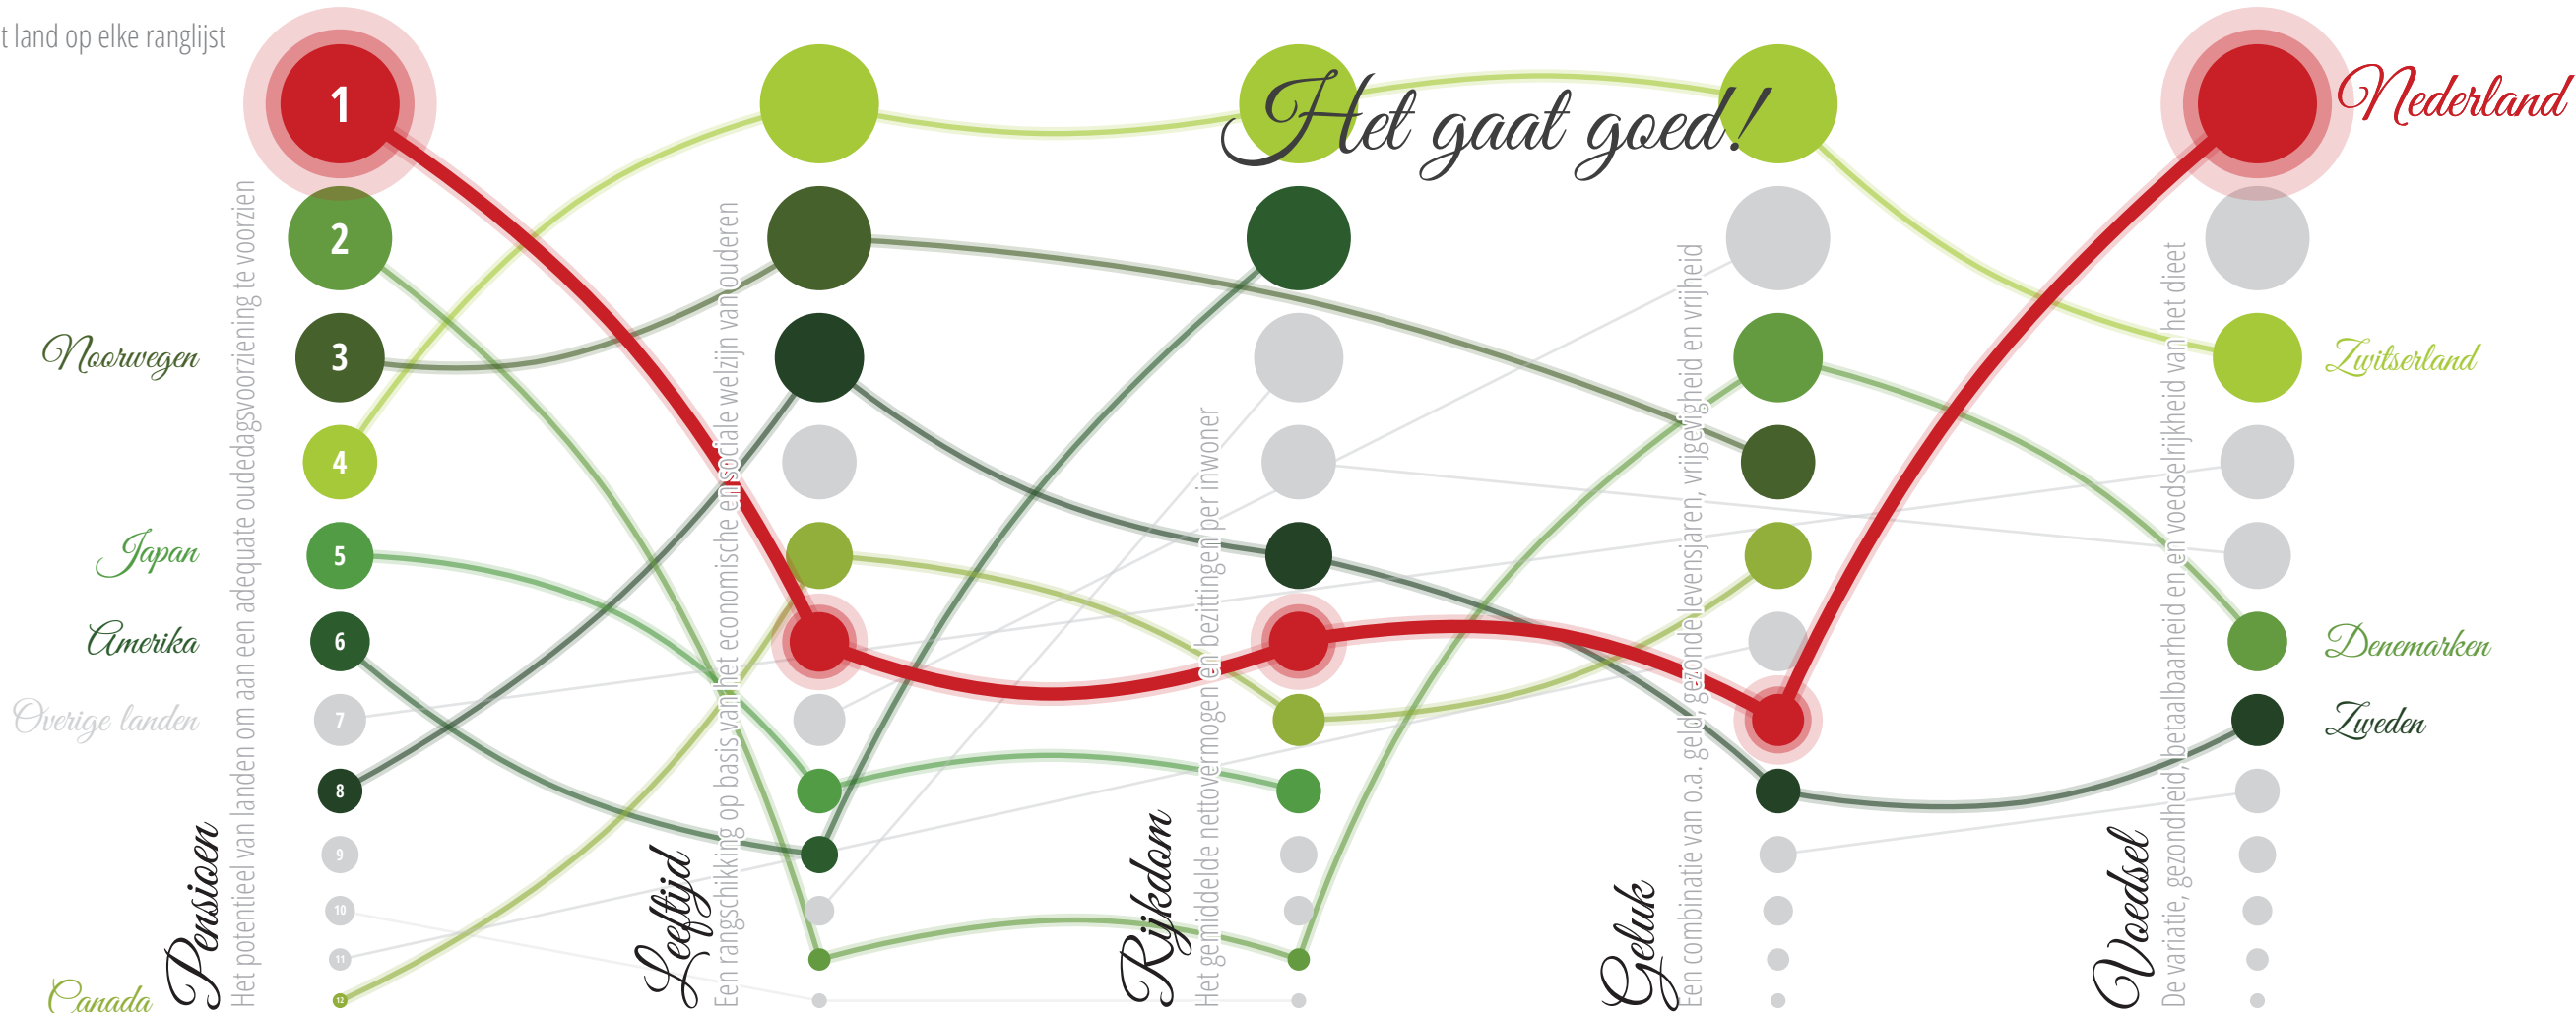 t land op elke ranglijst
Het gaat goed!
Nederland
1
2
3
4
5
6
7
8
9
10
11
12
Noorwegen
Japan
Amerika
Overige landen
Canada
Pensioen
Het potentieel van landen om aan een adequate oudedagsvoorziening te voorzien
Leeftijd
Een rangschikking op basis van het economische en sociale welzijn van ouderen
Rijkdom
Het gemiddelde nettovermogen en bezittingen per inwoner
Geluk
Een combinatie van o.a. geld, gezonde levensjaren, vrijgevigheid en vrijheid
Voedsel
De variatie, gezondheid, betaalbaarheid en en voedselrijkheid van het dieet
Zwitserland
Denemarken
Zweden